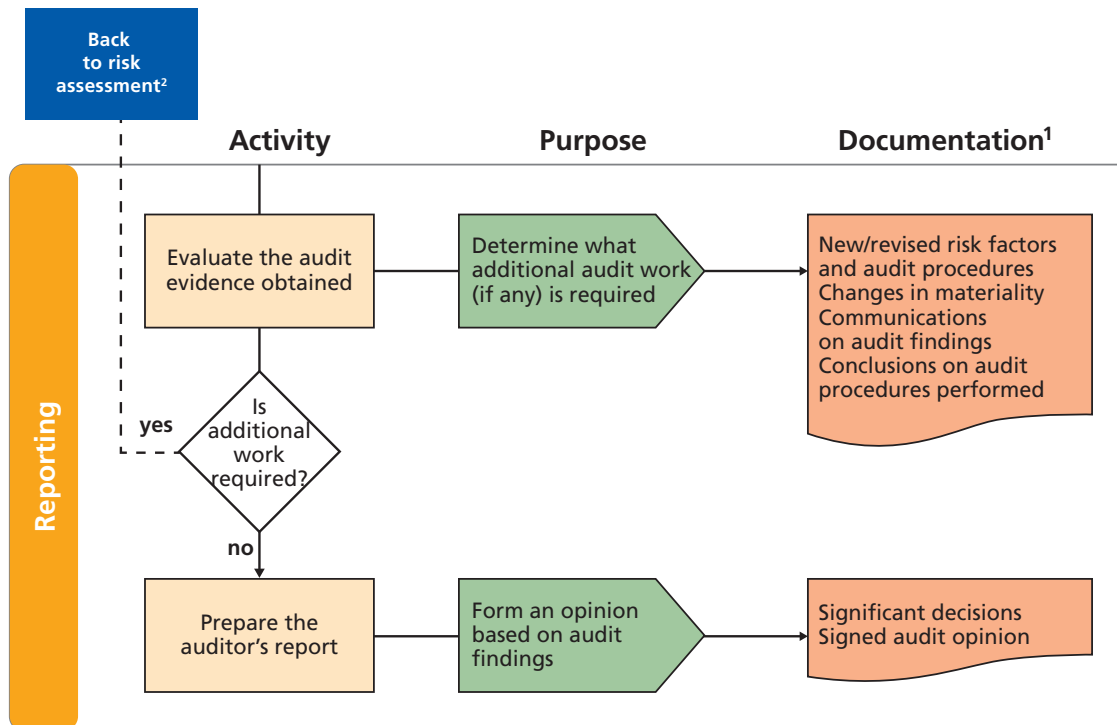 Back
to risk
assessment²
Activity
Purpose
Documentation¹
Reporting
Evaluate the audit
evidence obtained
Determine what
additional audit work
(if any) is required
New/revised risk factors
and audit procedures
Changes in materiality
Communications
on audit findings
Conclusions on audit
procedures performed
yes
Is
additional
work
required?
no
Prepare the
auditor’s report
Form an opinion
based on audit
findings
Significant decisions
Signed audit opinion